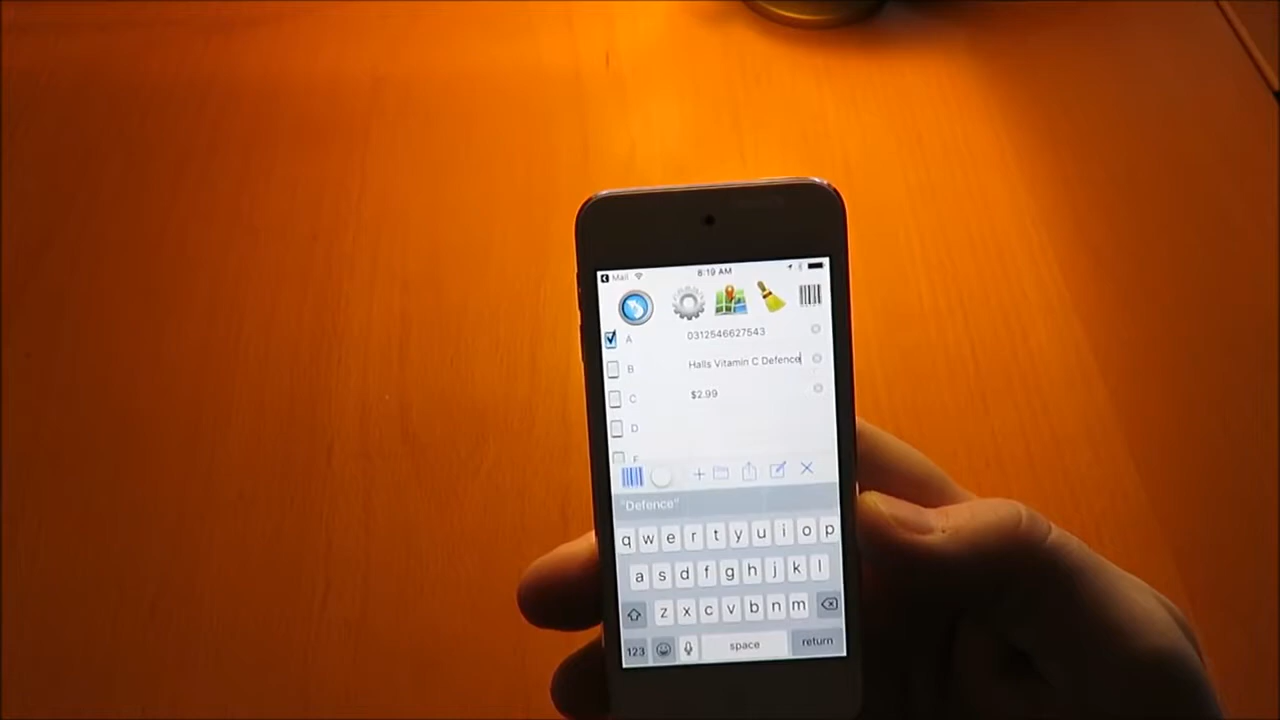 Mail 8:19 AM
A 0312546627543
B Halls Vitamin C Defence
C $2.99
D
"Defence"
q w e r t y u i o p
a s d f g h j k l
z x c v b n m
123 space return